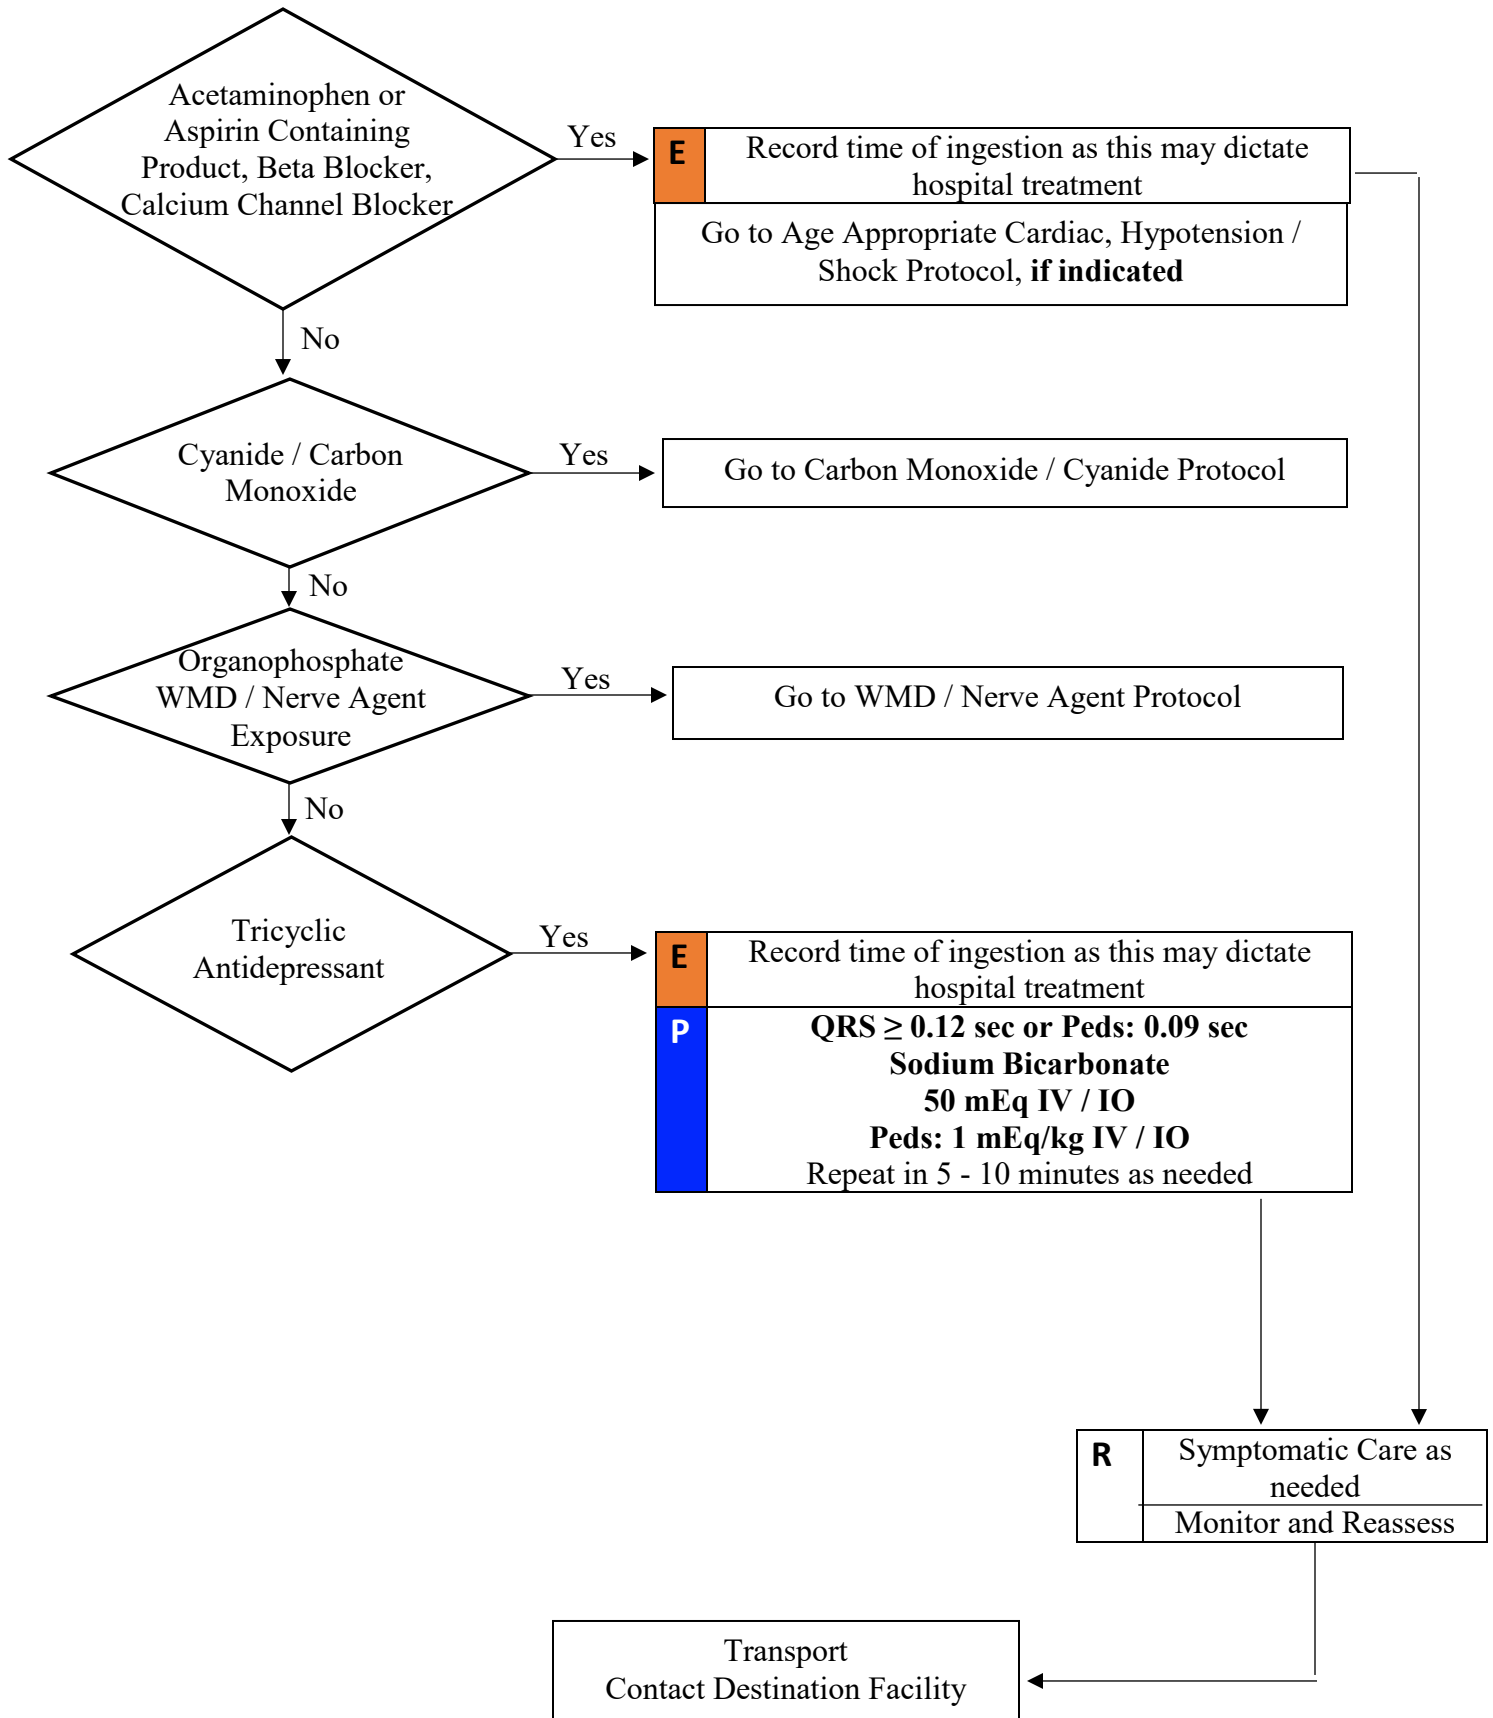 Acetaminophen or
Aspirin Containing
Product, Beta Blocker,
Calcium Channel Blocker
Yes
E
Record time of ingestion as this may dictate
hospital treatment
Go to Age Appropriate Cardiac, Hypotension /
Shock Protocol, if indicated
No
Cyanide / Carbon
Monoxide
Yes
Go to Carbon Monoxide / Cyanide Protocol
No
Organophosphate
WMD / Nerve Agent
Exposure
Yes
Go to WMD / Nerve Agent Protocol
No
Tricyclic
Antidepressant
Yes
E
Record time of ingestion as this may dictate
hospital treatment
P
QRS ≥ 0.12 sec or Peds: 0.09 sec
Sodium Bicarbonate
50 mEq IV / IO
Peds: 1 mEq/kg IV / IO
Repeat in 5 - 10 minutes as needed
R
Symptomatic Care as
needed
Monitor and Reassess
Transport
Contact Destination Facility